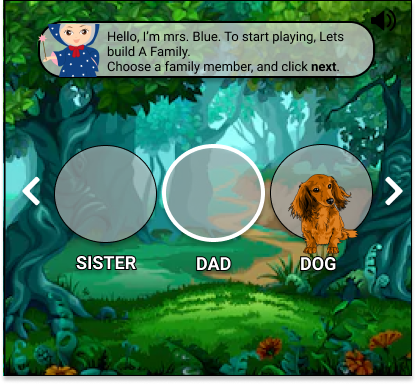 Hello, I'm mrs. Blue. To start playing, Lets
build A Family.
Choose a family member, and click next.
SISTER
DAD
DOG